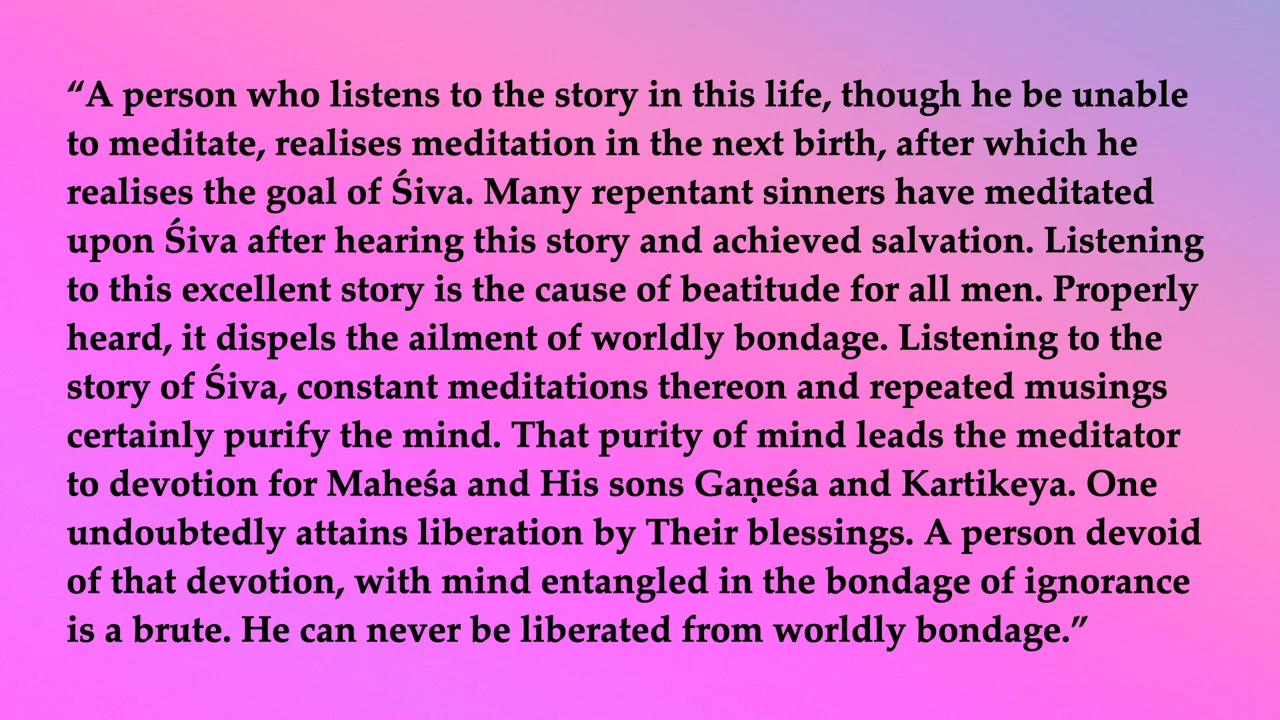 “A person who listens to the story in this life, though he be unable
to meditate, realises meditation in the next birth, after which he
realises the goal of Śiva. Many repentant sinners have meditated
upon Śiva after hearing this story and achieved salvation. Listening
to this excellent story is the cause of beatitude for all men. Properly
heard, it dispels the ailment of worldly bondage. Listening to the
story of Śiva, constant meditations thereon and repeated musings
certainly purify the mind. That purity of mind leads the meditator
to devotion for Maheśa and His sons Gaṇeśa and Kartikeya. One
undoubtedly attains liberation by Their blessings. A person devoid
of that devotion, with mind entangled in the bondage of ignorance
is a brute. He can never be liberated from worldly bondage.”